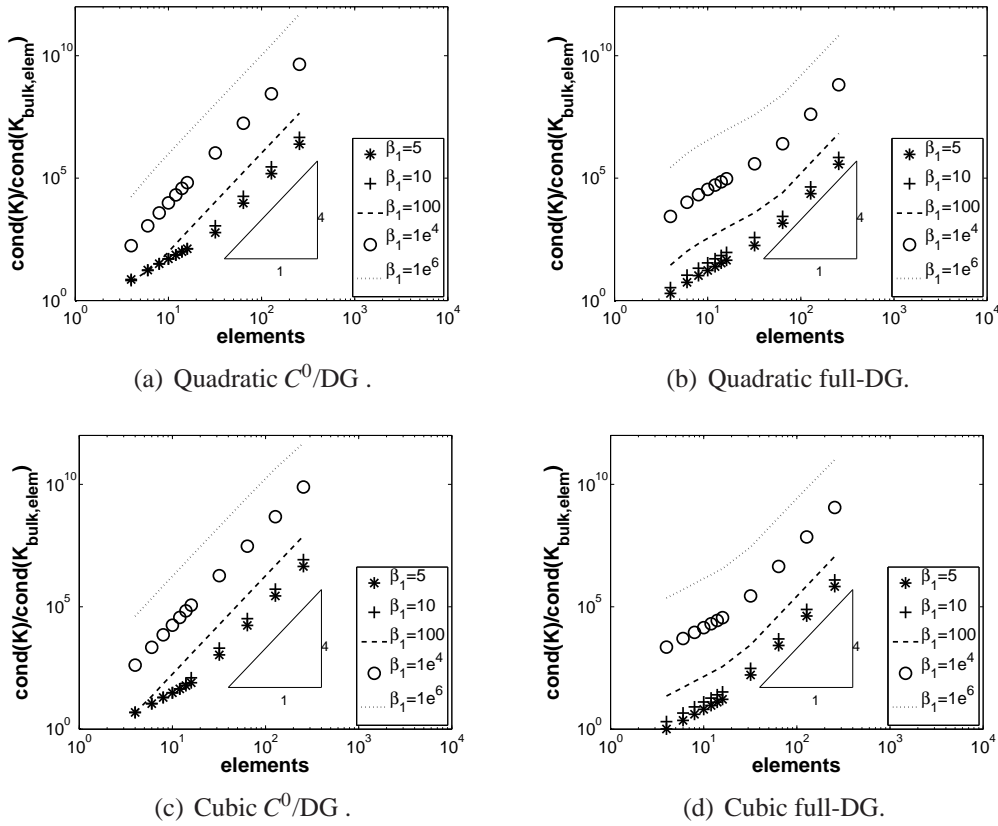 cond(K)/cond(K_bulk,elem)
10^10
10^5
10^0
10^0 10^1 10^2 10^3 10^4
elements
β_1=5
β_1=10
β_1=100
β_1=1e^4
β_1=1e^6
4
1
(a) Quadratic C^0/DG .
cond(K)/cond(K_bulk,elem)
10^10
10^5
10^0
10^0 10^1 10^2 10^3 10^4
elements
β_1=5
β_1=10
β_1=100
β_1=1e^4
β_1=1e^6
4
1
(b) Quadratic full-DG.
cond(K)/cond(K_bulk,elem)
10^10
10^5
10^0
10^0 10^1 10^2 10^3 10^4
elements
β_1=5
β_1=10
β_1=100
β_1=1e^4
β_1=1e^6
4
1
(c) Cubic C^0/DG .
cond(K)/cond(K_bulk,elem)
10^10
10^5
10^0
10^0 10^1 10^2 10^3 10^4
elements
β_1=5
β_1=10
β_1=100
β_1=1e^4
β_1=1e^6
4
1
(d) Cubic full-DG.